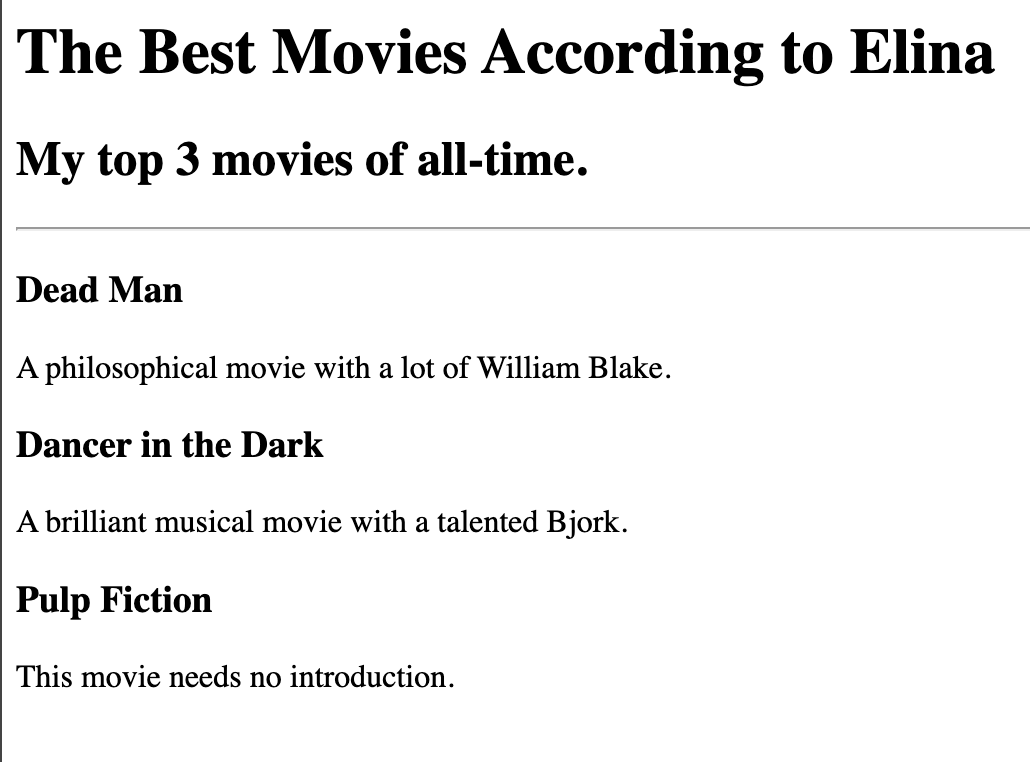 The Best Movies According to Elina
My top 3 movies of all-time.
Dead Man
A philosophical movie with a lot of William Blake.
Dancer in the Dark
A brilliant musical movie with a talented Bjork.
Pulp Fiction
This movie needs no introduction.